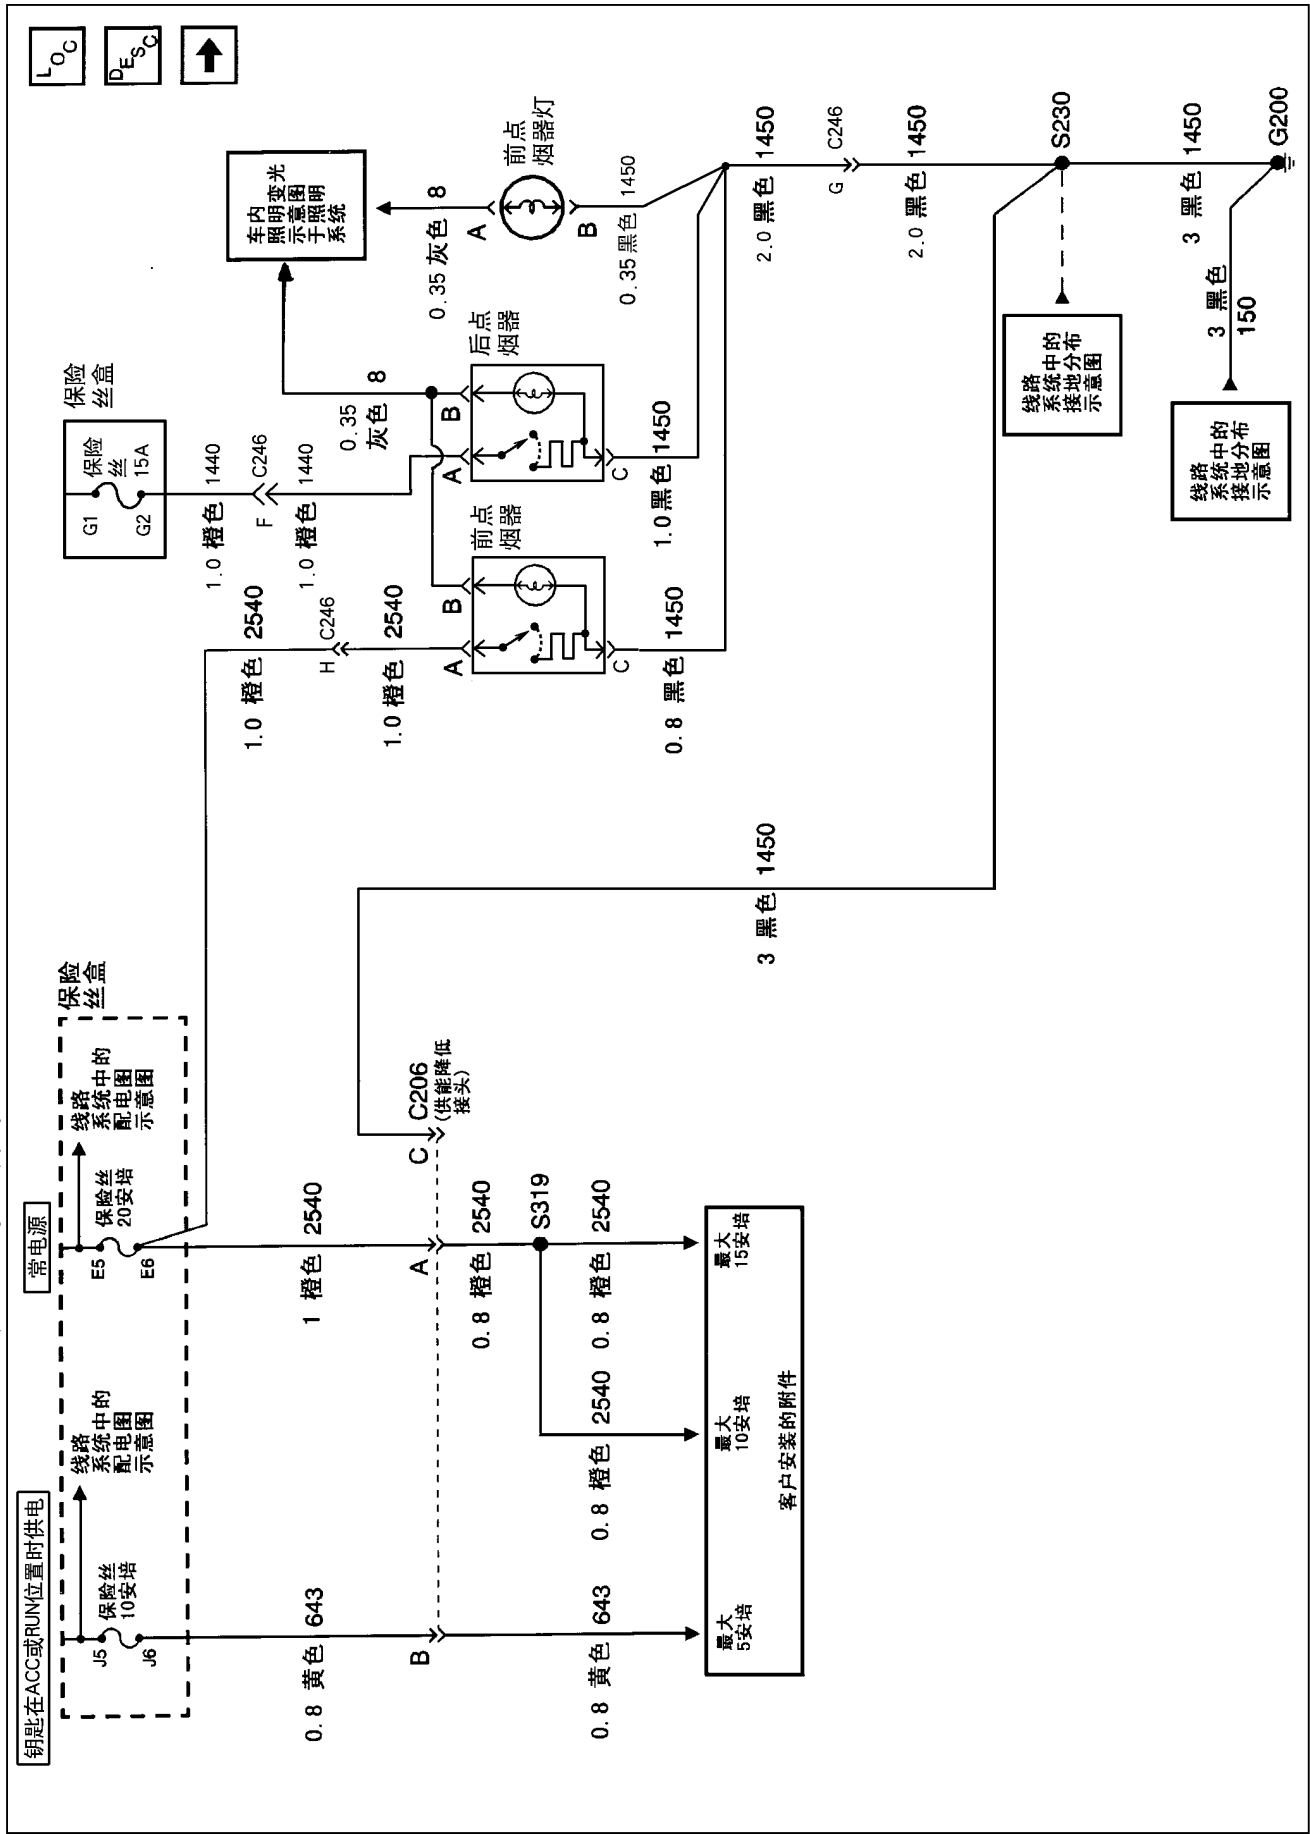 钥匙在ACC或RUN位置时供电
常电源
保险
丝盒
线路
系统中的
配电图
示意图
J5
保险丝
10安培
J6
线路
系统中的
配电图
示意图
E5
保险丝
20安培
E6
保险
丝盒
G1
保险
丝
15A
G2
LOC
DESC
0.8 黄色 643
1 橙色 2540
1.0 橙色 2540
H C246
1.0 橙色 2540
1.0 橙色 1440
F C246
1.0 橙色 1440
0.35
灰色
8
车内
照明变光
示意图
于照明
系统
0.35 灰色 8
A
前点
烟器灯
B
0.35 黑色 1450
B
A
C
C206
(供能降低
接头)
0.8 橙色 2540
S319
0.8 黄色 643
0.8 橙色 2540
0.8 橙色 2540
最大
5安培
最大
10安培
最大
15安培
客户安装的附件
前点
烟器
A
B
C
后点
烟器
A
B
C
0.8 黑色 1450
1.0 黑色 1450
3 黑色 1450
2.0 黑色 1450
G C246
2.0 黑色 1450
S230
线路
系统中的
接地分布
示意图
3 黑色 1450
3 黑色
150
G200
线路
系统中的
接地分布
示意图